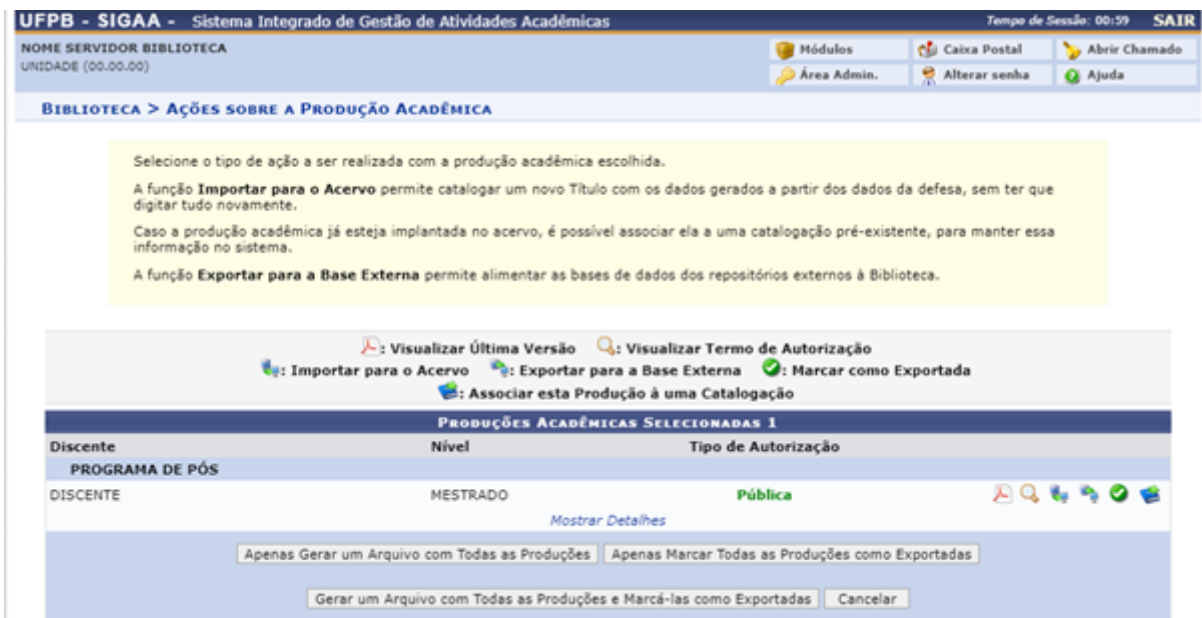 UFPB - SIGAA - Sistema Integrado de Gestão de Atividades Acadêmicas Tempo de Sessão: 00:59 SAIR
NOME SERVIDOR BIBLIOTECA
UNIDADE (00.00.00)
Módulos Caixa Postal Abrir Chamado
Área Admin. Alterar senha Ajuda
BIBLIOTECA > AÇÕES SOBRE A PRODUÇÃO ACADÊMICA
Selecione o tipo de ação a ser realizada com a produção acadêmica escolhida.
A função Importar para o Acervo permite catalogar um novo Título com os dados gerados a partir dos dados da defesa, sem ter que
digitar tudo novamente.
Caso a produção acadêmica já esteja implantada no acervo, é possível associar ela a uma catalogação pré-existente, para manter essa
informação no sistema.
A função Exportar para a Base Externa permite alimentar as bases de dados dos repositórios externos à Biblioteca.
: Visualizar Última Versão : Visualizar Termo de Autorização
: Importar para o Acervo : Exportar para a Base Externa : Marcar como Exportada
: Associar esta Produção à uma Catalogação
PRODUÇÕES ACADÊMICAS SELECIONADAS 1
Discente Nível Tipo de Autorização
PROGRAMA DE PÓS
DISCENTE MESTRADO Pública
Mostrar Detalhes
Apenas Gerar um Arquivo com Todas as Produções Apenas Marcar Todas as Produções como Exportadas
Gerar um Arquivo com Todas as Produções e Marcá-las como Exportadas Cancelar